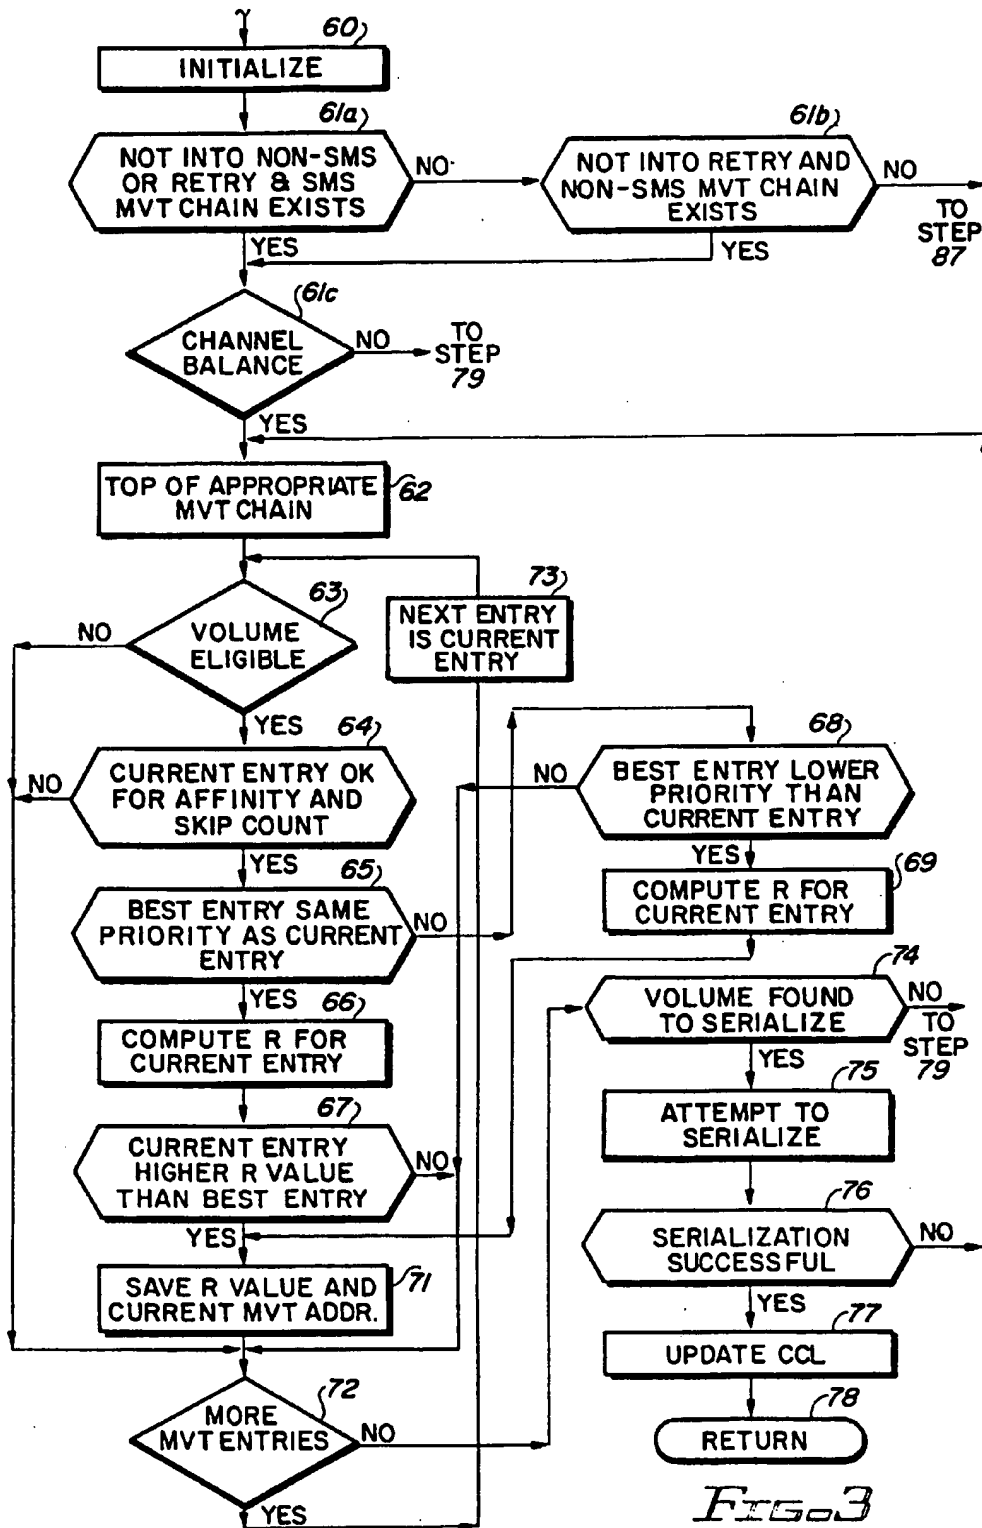 60
INITIALIZE
61a
NOT INTO NON-SMS
OR RETRY & SMS
MVT CHAIN EXISTS
NO
YES
61b
NOT INTO RETRY AND
NON-SMS MVT CHAIN
EXISTS
NO
TO
STEP
87
YES
61c
CHANNEL
BALANCE
NO
TO
STEP
79
YES
TOP OF APPROPRIATE
MVT CHAIN
62
63
VOLUME
ELIGIBLE
NO
YES
73
NEXT ENTRY
IS CURRENT
ENTRY
64
CURRENT ENTRY OK
FOR AFFINITY AND
SKIP COUNT
NO
YES
65
BEST ENTRY SAME
PRIORITY AS CURRENT
ENTRY
NO
YES
66
COMPUTE R FOR
CURRENT ENTRY
67
CURRENT ENTRY
HIGHER R VALUE
THAN BEST ENTRY
NO
YES
SAVE R VALUE AND
CURRENT MVT ADDR.
71
72
MORE
MVT ENTRIES
NO
YES
68
BEST ENTRY LOWER
PRIORITY THAN
CURRENT ENTRY
NO
YES
69
COMPUTE R FOR
CURRENT ENTRY
74
VOLUME FOUND
TO SERIALIZE
NO
TO
STEP
79
YES
75
ATTEMPT TO
SERIALIZE
76
SERIALIZATION
SUCCESSFUL
NO
YES
77
UPDATE CCL
78
RETURN
FIG. 3